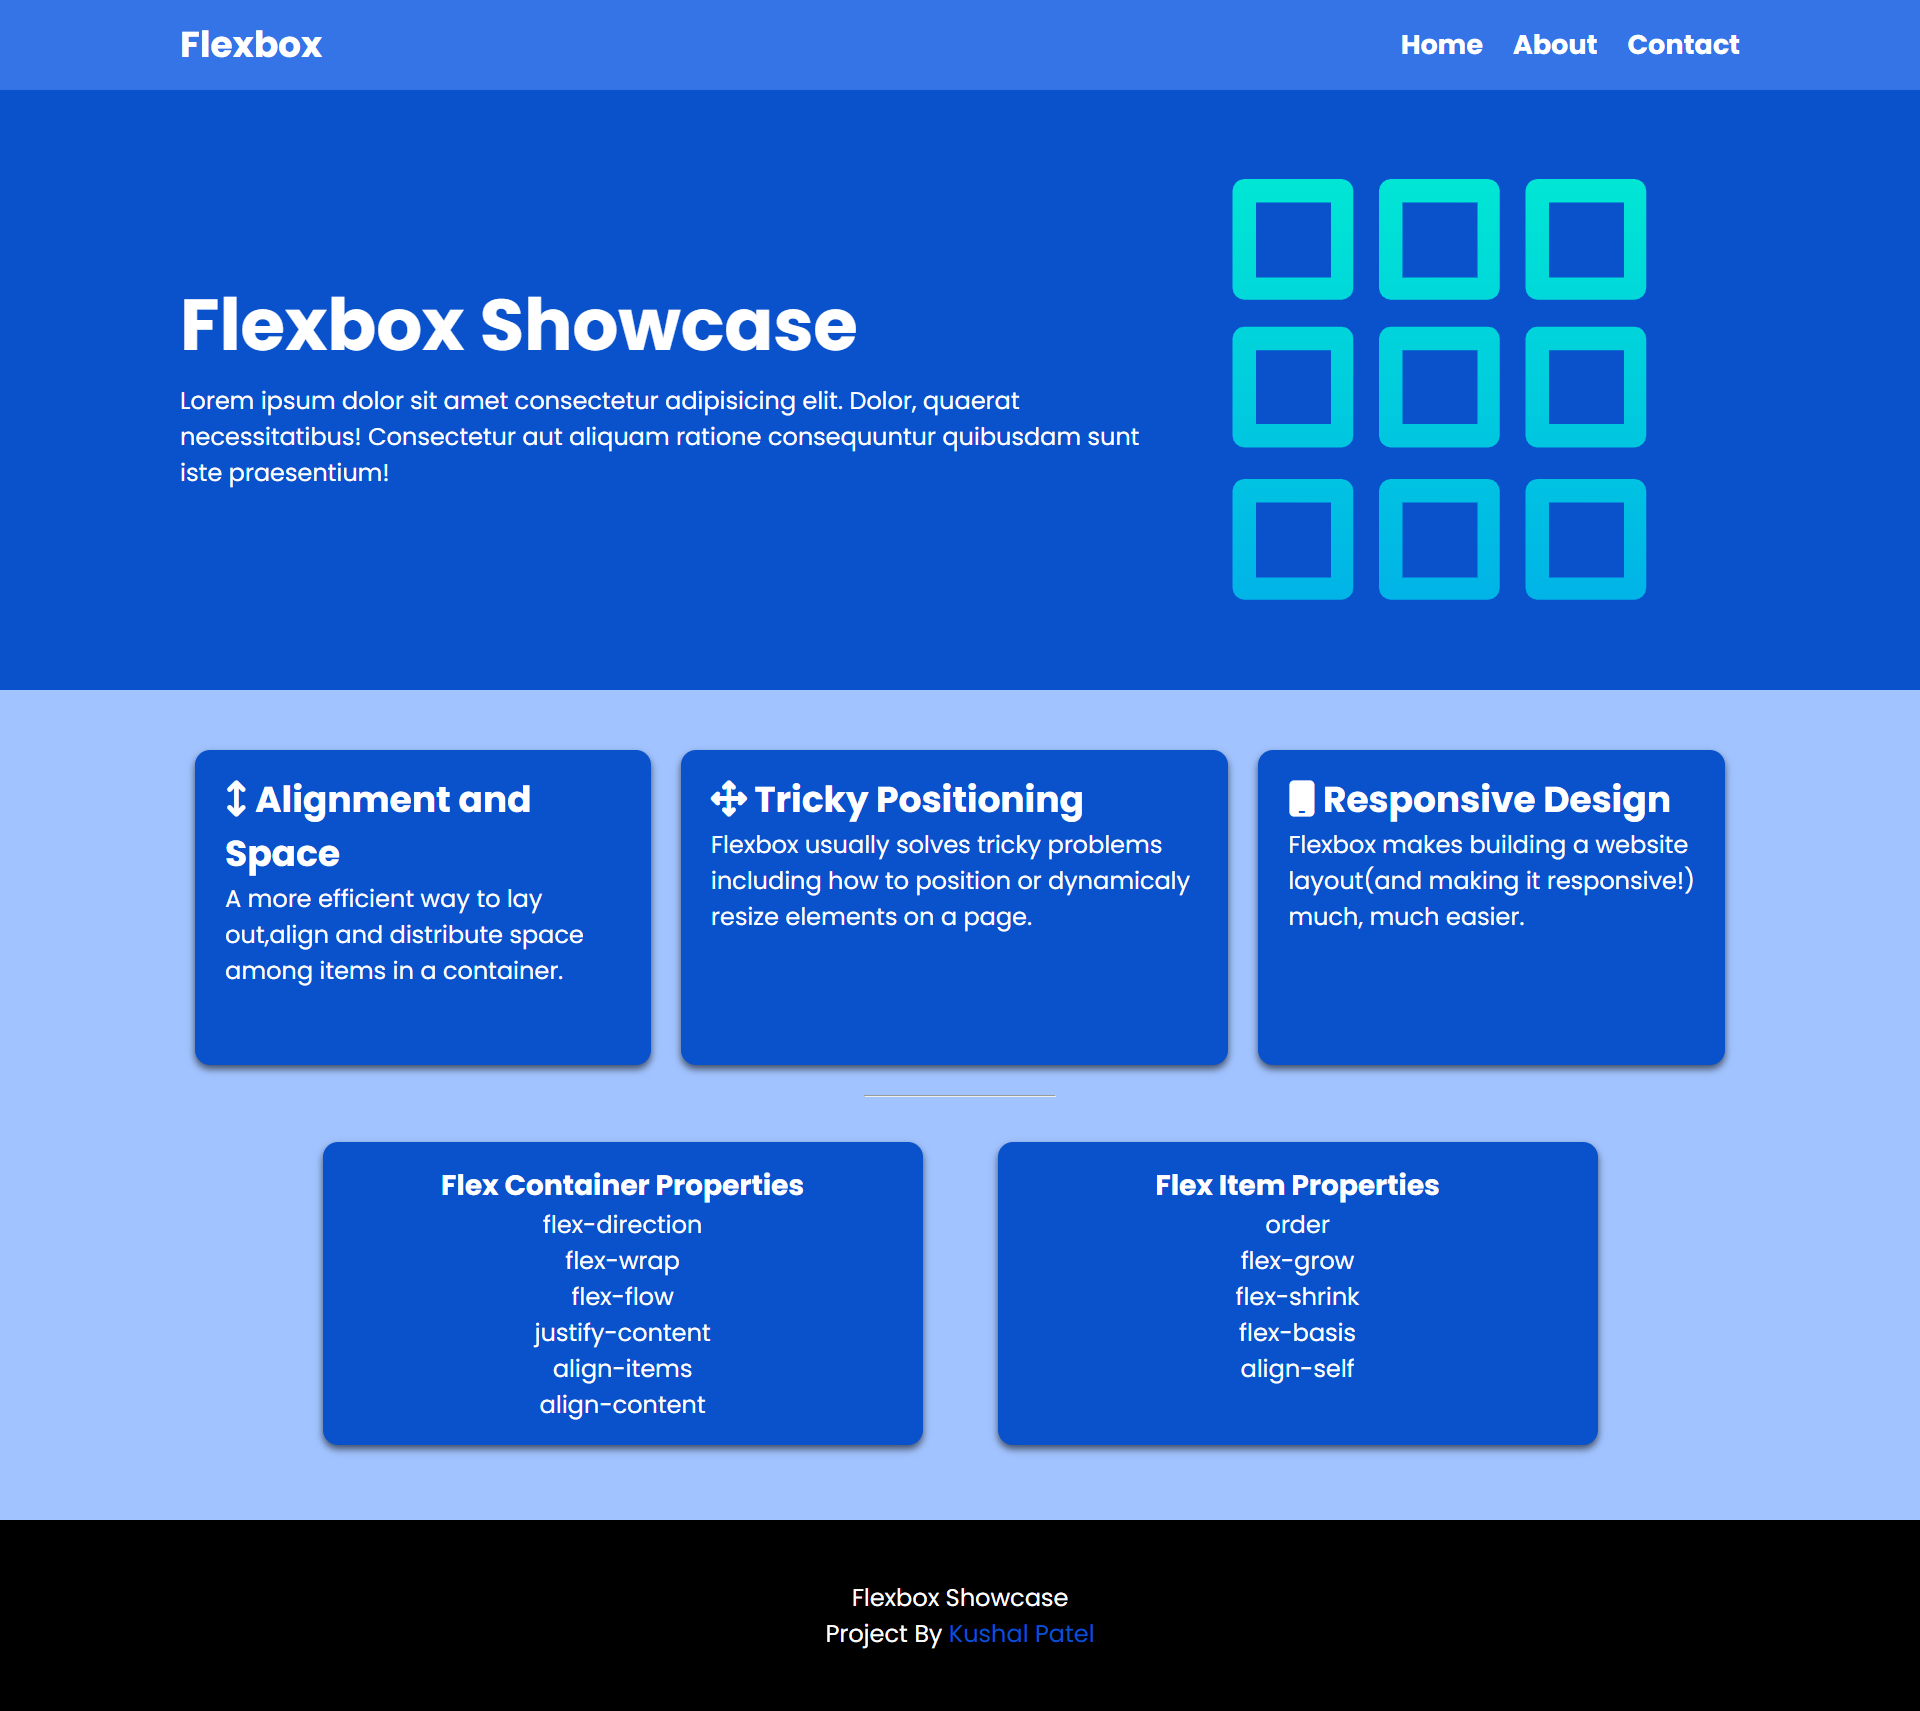 Flexbox
Home About Contact
Flexbox Showcase
Lorem ipsum dolor sit amet consectetur adipisicing elit. Dolor, quaerat
necessitatibus! Consectetur aut aliquam ratione consequuntur quibusdam sunt
iste praesentium!
Alignment and
Space
A more efficient way to lay
out,align and distribute space
among items in a container.
Tricky Positioning
Flexbox usually solves tricky problems
including how to position or dynamicaly
resize elements on a page.
Responsive Design
Flexbox makes building a website
layout(and making it responsive!)
much, much easier.
Flex Container Properties
flex-direction
flex-wrap
flex-flow
justify-content
align-items
align-content
Flex Item Properties
order
flex-grow
flex-shrink
flex-basis
align-self
Flexbox Showcase
Project By Kushal Patel